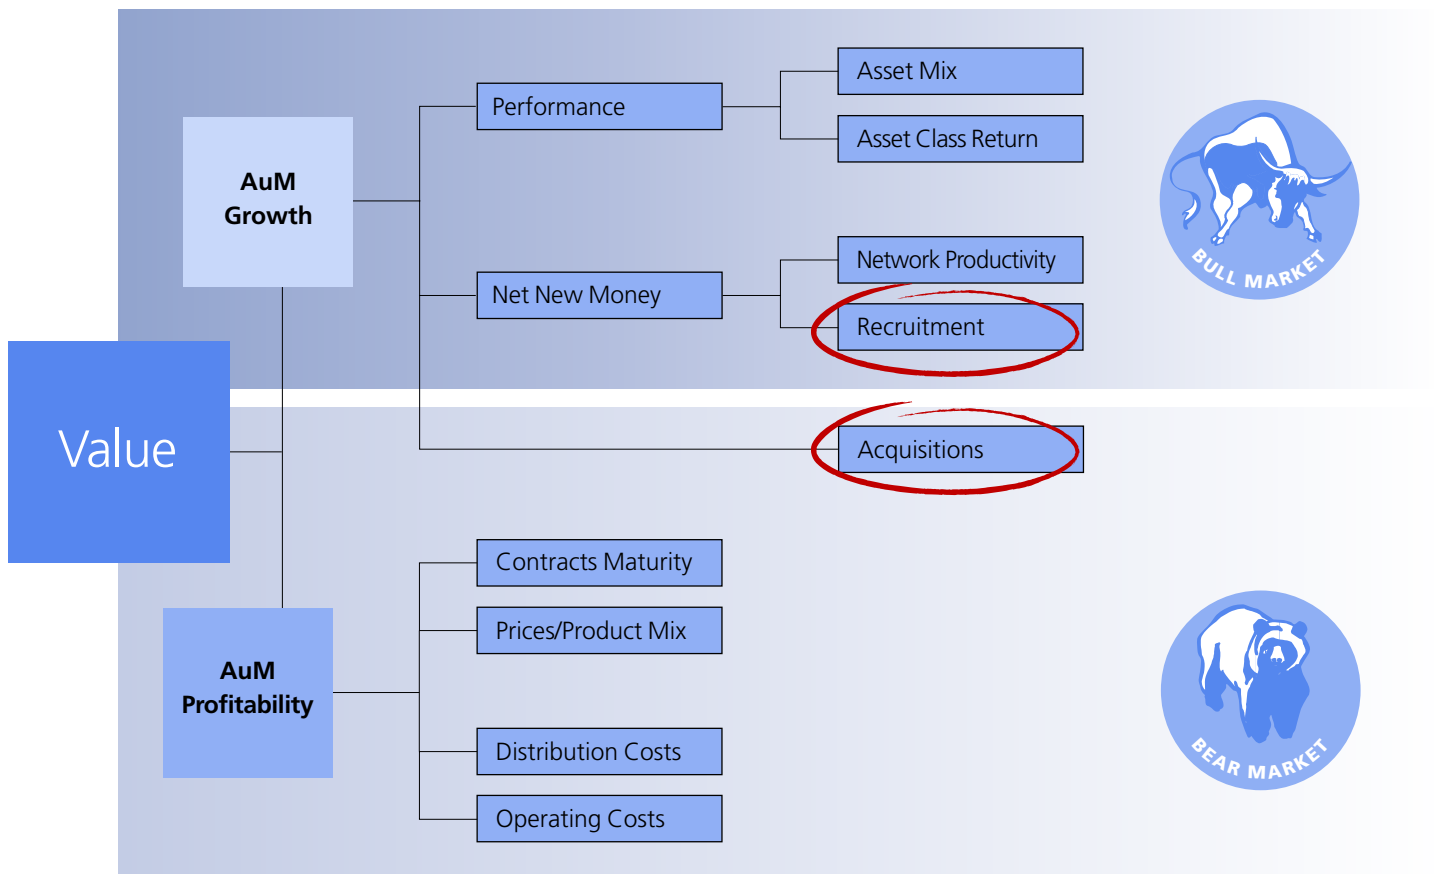 Asset Mix
Performance
Asset Class Return
AuM
Growth
BULL MARKET
Network Productivity
Net New Money
Recruitment
Value
Acquisitions
Contracts Maturity
Prices/Product Mix
AuM
Profitability
BEAR MARKET
Distribution Costs
Operating Costs